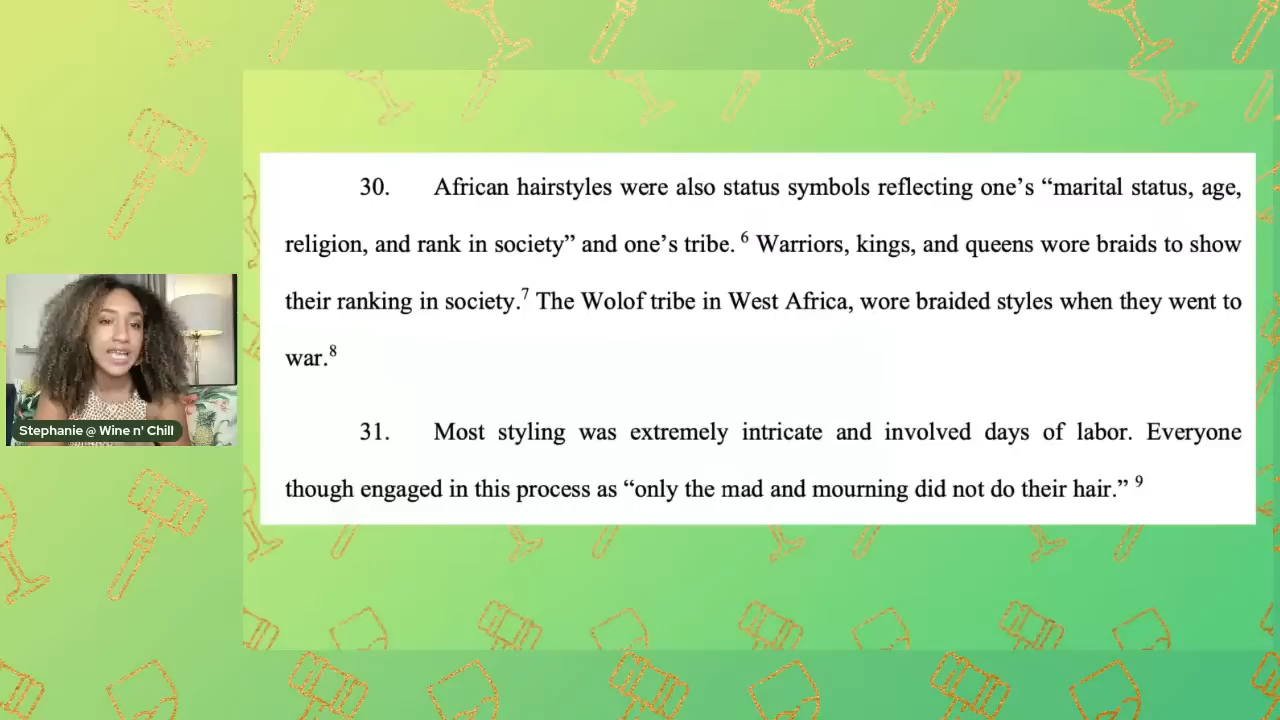 30. African hairstyles were also status symbols reflecting one’s “marital status, age,
religion, and rank in society” and one’s tribe. 6 Warriors, kings, and queens wore braids to show
their ranking in society.7 The Wolof tribe in West Africa, wore braided styles when they went to
war.8
31. Most styling was extremely intricate and involved days of labor. Everyone
though engaged in this process as “only the mad and mourning did not do their hair.” 9
Stephanie @ Wine n' Chill